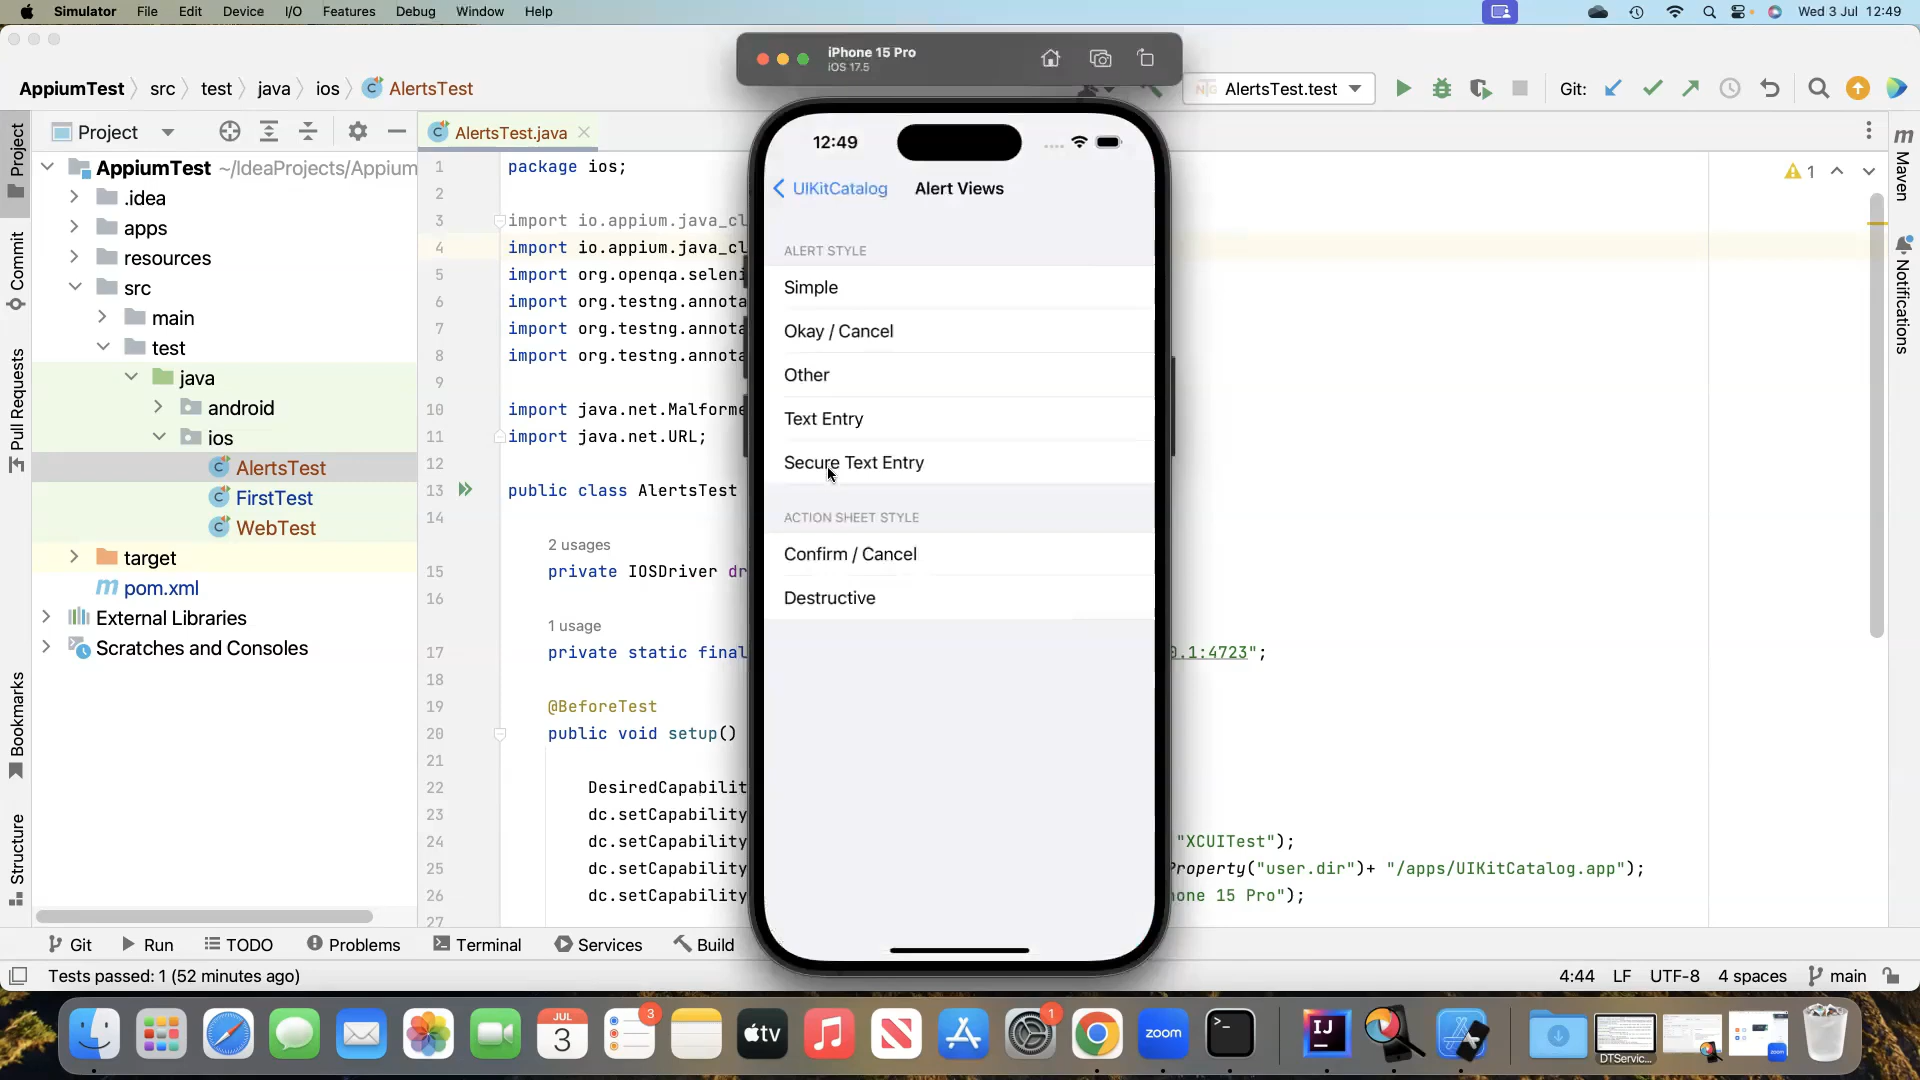 Simulator File Edit Device I/O Features Debug Window Help Wed 3 Jul 12:49
iPhone 15 Pro
iOS 17.5
AppiumTest src test java ios AlertsTest
AlertsTest.test
Git:
Project
AlertsTest.java
AppiumTest ~/IdeaProjects/Appium
.idea
apps
resources
src
main
test
java
android
ios
AlertsTest
FirstTest
WebTest
target
pom.xml
External Libraries
Scratches and Consoles
Project
Commit
Pull Requests
Bookmarks
Structure
1 package ios;
2
3 import io.appium.java_cl
4 import io.appium.java_cl
5 import org.openqa.seleni
6 import org.testng.annota
7 import org.testng.annota
8 import org.testng.annota
9
10 import java.net.Malforme
11 import java.net.URL;
12
13 public class AlertsTest
14
2 usages
15 private IOSDriver dr
16
1 usage
17 private static final 0.1:4723";
18
19 @BeforeTest
20 public void setup()
21
22 DesiredCapabilit
23 dc.setCapability
24 dc.setCapability "XCUITest");
25 dc.setCapability Property("user.dir")+ "/apps/UIKitCatalog.app");
26 dc.setCapability hone 15 Pro");
27
1
Maven
Notifications
12:49
UIKitCatalog Alert Views
ALERT STYLE
Simple
Okay / Cancel
Other
Text Entry
Secure Text Entry
ACTION SHEET STYLE
Confirm / Cancel
Destructive
Git Run TODO Problems Terminal Services Build
Tests passed: 1 (52 minutes ago) 4:44 LF UTF-8 4 spaces main
JUL
3
3
tv
1
zoom
IJ
DTServic...
zoom